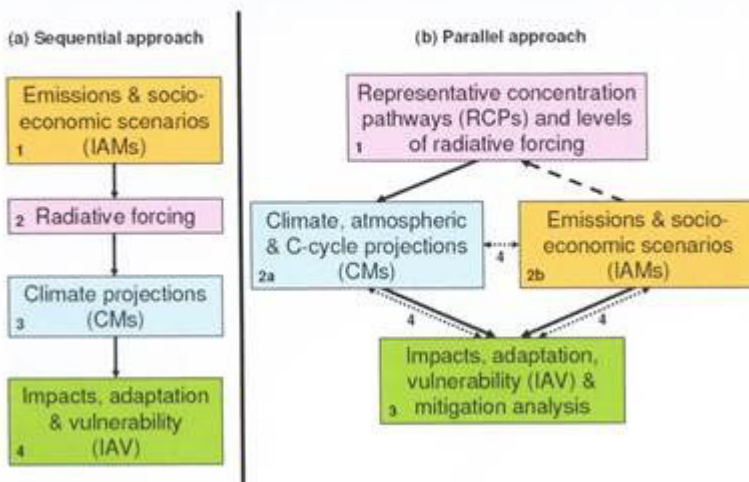 (a) Sequential approach
Emissions & socio-
economic scenarios
1 (IAMs)
2 Radiative forcing
Climate projections
3 (CMs)
Impacts, adaptation
& vulnerability
4 (IAV)
(b) Parallel approach
Representative concentration
pathways (RCPs) and levels
1 of radiative forcing
Climate, atmospheric
& C-cycle projections
2a (CMs)
4
Emissions & socio-
economic scenarios
2b (IAMs)
4
4
Impacts, adaptation,
vulnerability (IAV) &
3 mitigation analysis